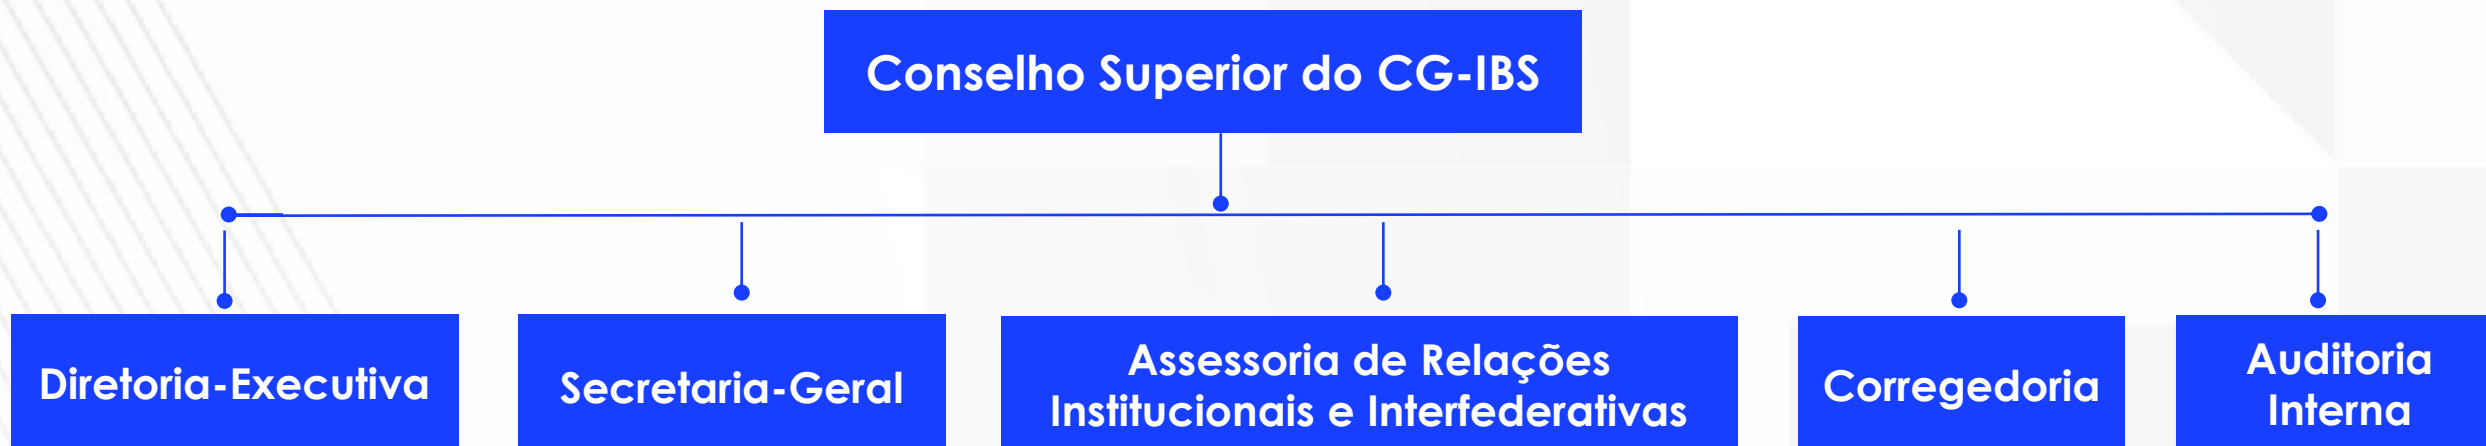 Conselho Superior do CG-IBS
Diretoria-Executiva
Secretaria-Geral
Assessoria de Relações
Institucionais e Interfederativas
Corregedoria
Auditoria
Interna